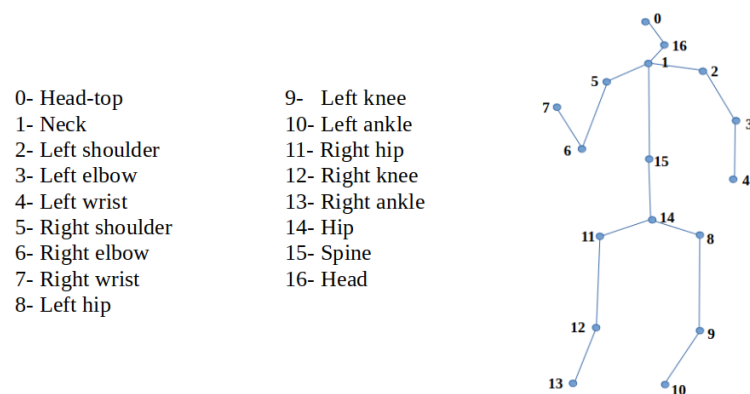 0- Head-top
1- Neck
2- Left shoulder
3- Left elbow
4- Left wrist
5- Right shoulder
6- Right elbow
7- Right wrist
8- Left hip
9- Left knee
10- Left ankle
11- Right hip
12- Right knee
13- Right ankle
14- Hip
15- Spine
16- Head
0
16
1
2
5
7
3
6
15
4
14
11
8
12
9
13
10